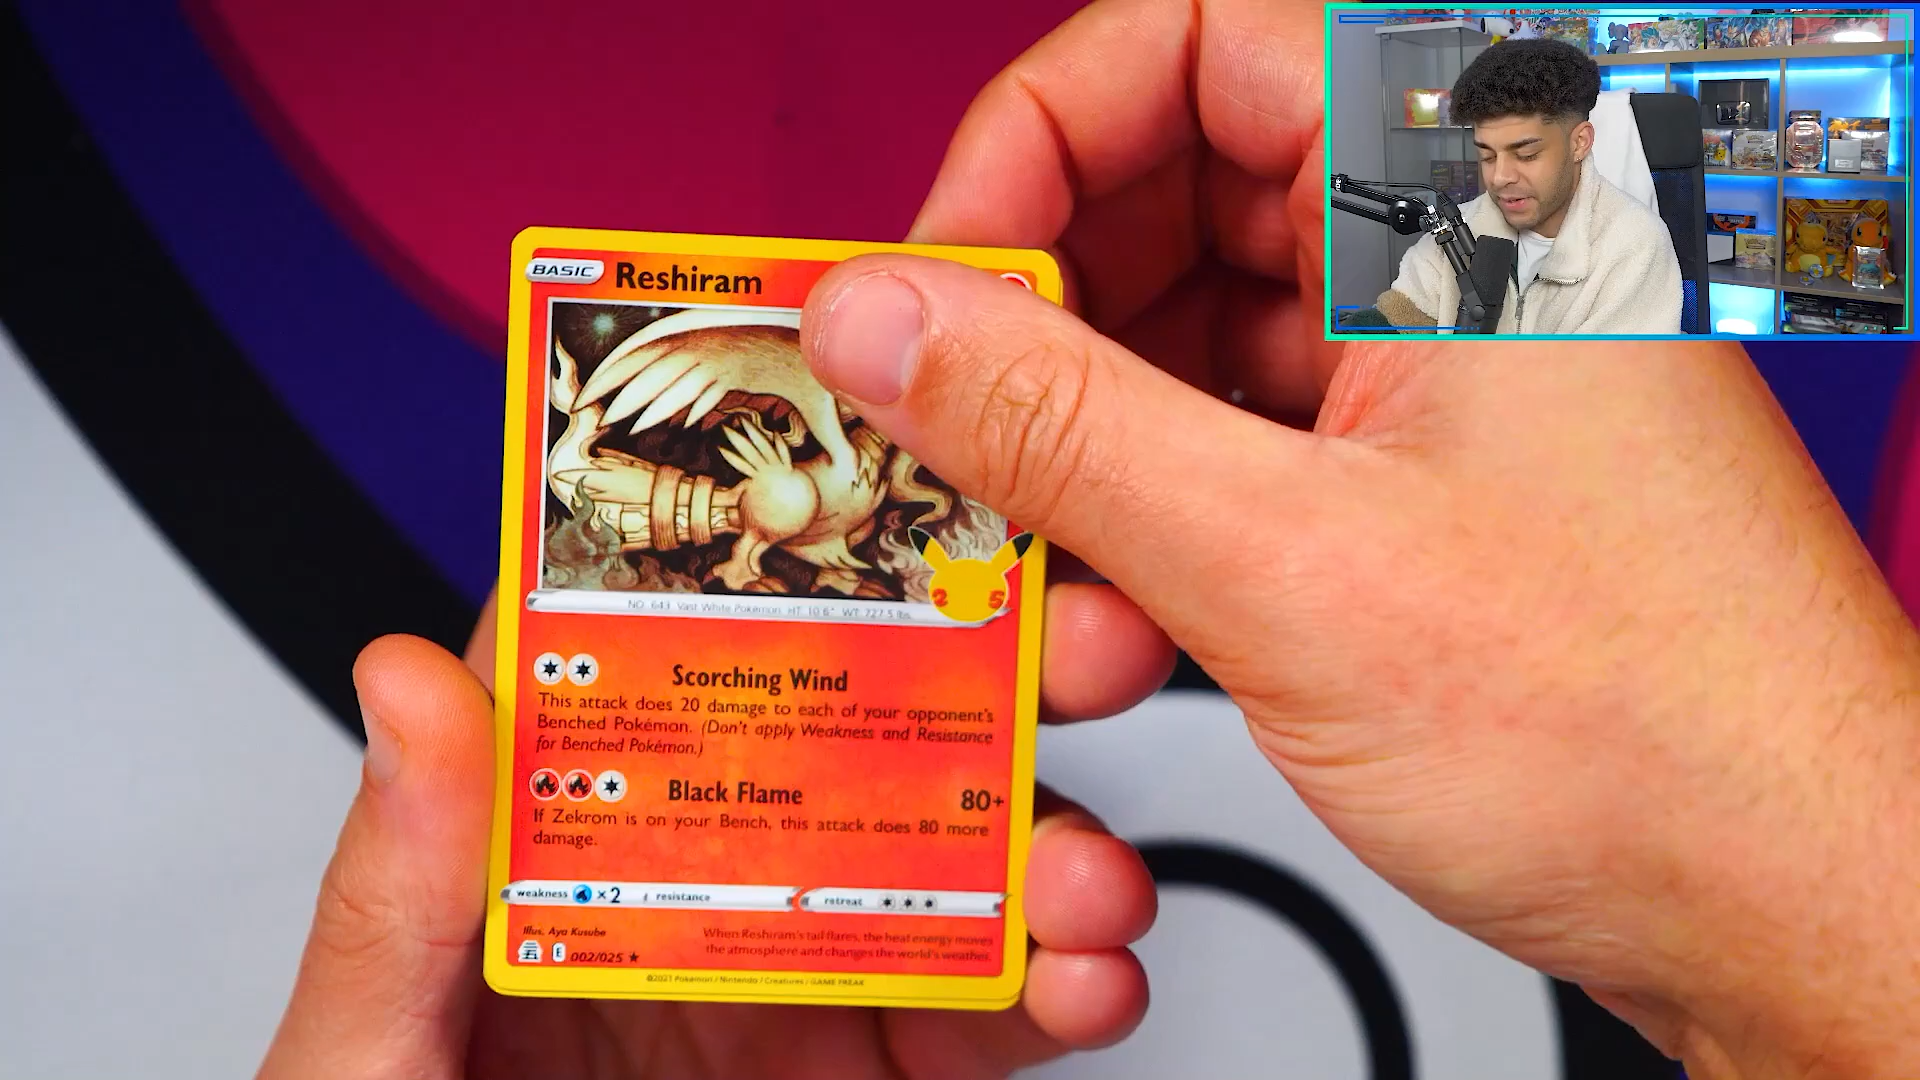 BASIC
Reshiram
NO. 643 Vast White Pokémon HT: 10'6" WT: 727.5 lbs.
25
Scorching Wind
This attack does 20 damage to each of your opponent's
Benched Pokémon. (Don't apply Weakness and Resistance
for Benched Pokémon.)
Black Flame 80+
If Zekrom is on your Bench, this attack does 80 more
damage.
weakness ×2 resistance retreat
Illus. Aya Kusube
E 002/025 ★
When Reshiram's tail flares, the heat energy moves
the atmosphere and changes the world's weather.
©2021 Pokémon / Nintendo / Creatures / GAME FREAK